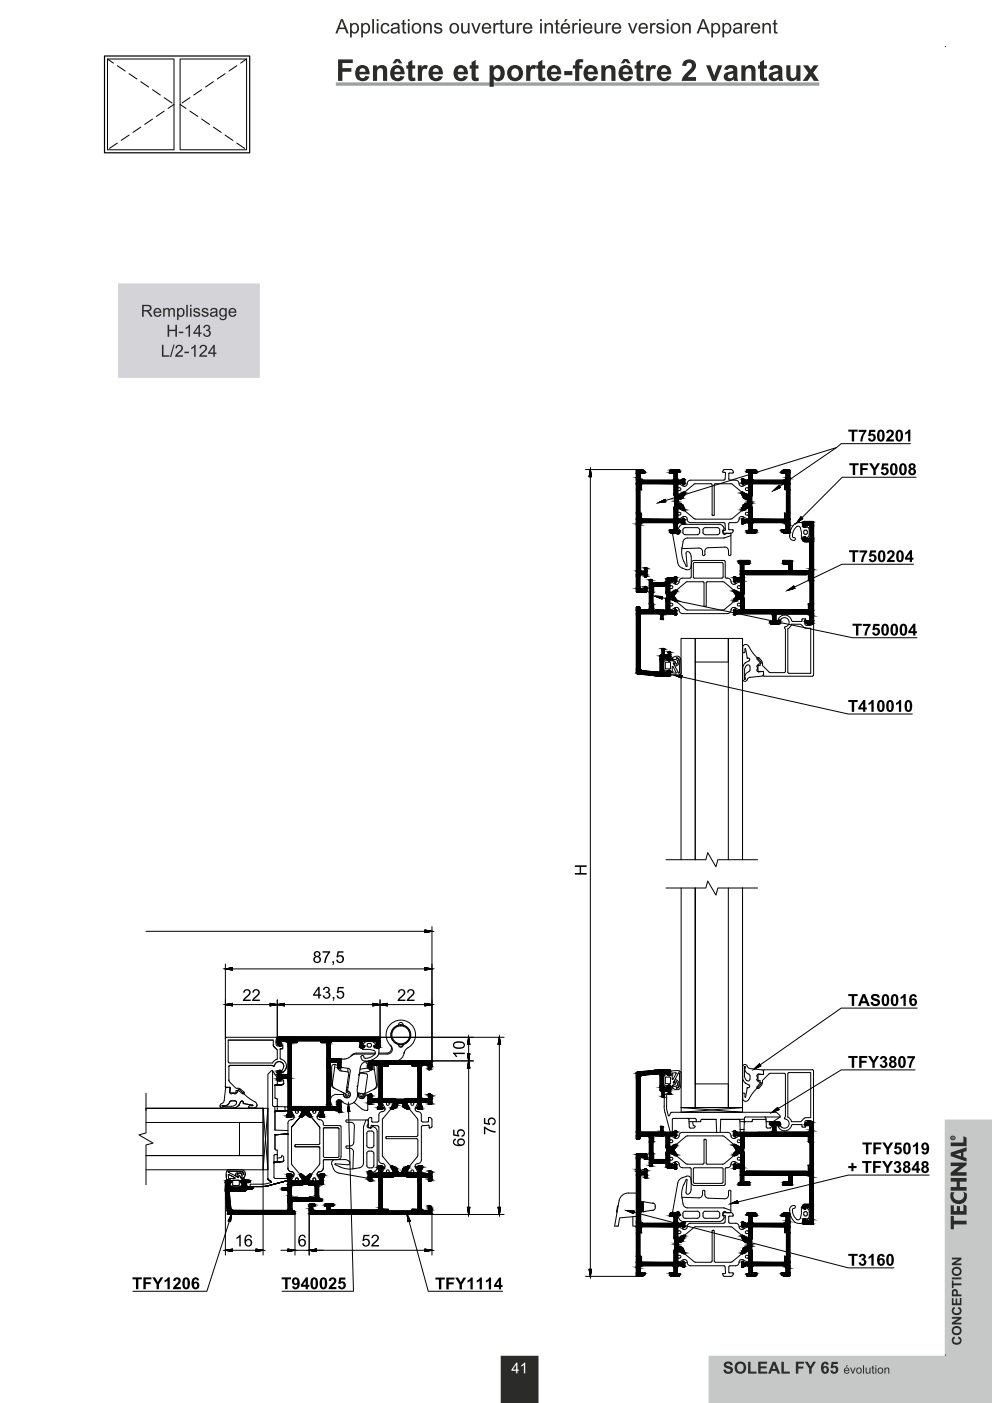 Applications ouverture intérieure version Apparent
Fenêtre et porte-fenêtre 2 vantaux
Remplissage
H-143
L/2-124
T750201
TFY5008
T750204
T750004
T410010
H
87,5
22
43,5
22
10
65
75
16
6
52
TFY1206
T940025
TFY1114
TAS0016
TFY3807
TFY5019
+ TFY3848
T3160
TECHNAL®
CONCEPTION
41
SOLEAL FY 65 évolution